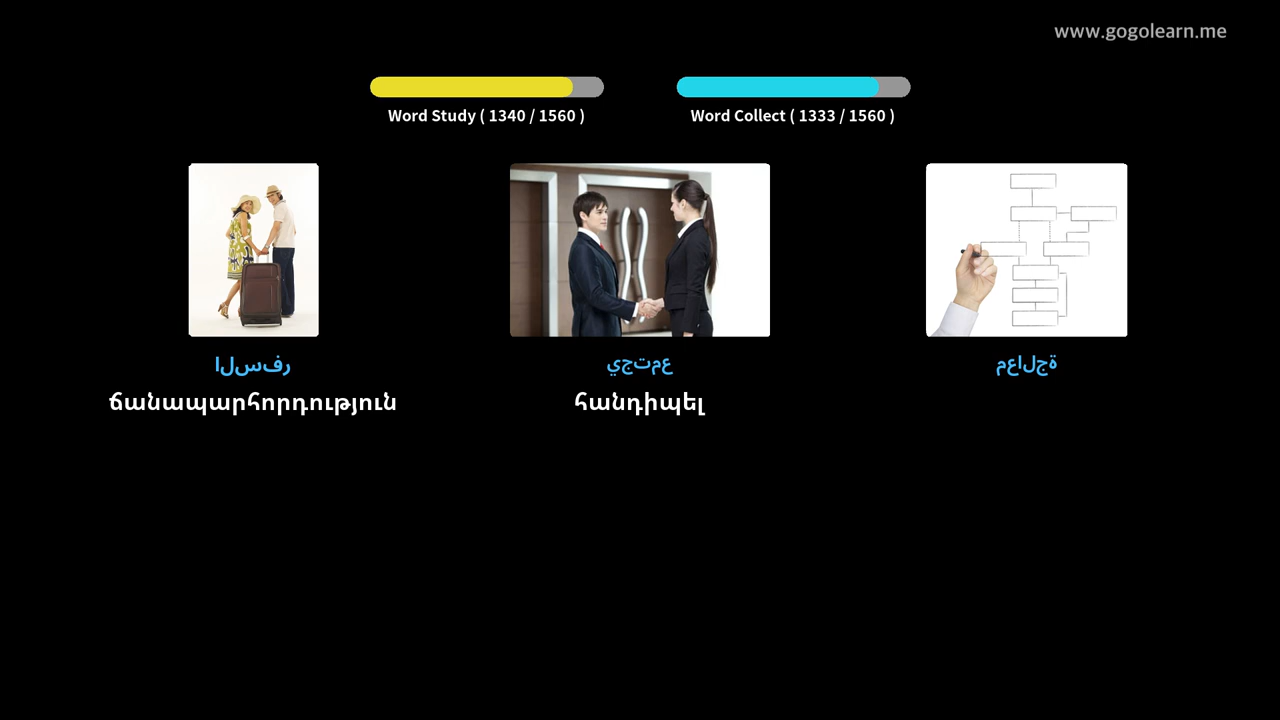 www.gogolearn.me
Word Study ( 1340 / 1560 )
Word Collect ( 1333 / 1560 )
السفر
يجتمع
معالجة
ճանապարհորդություն
հանդիպել